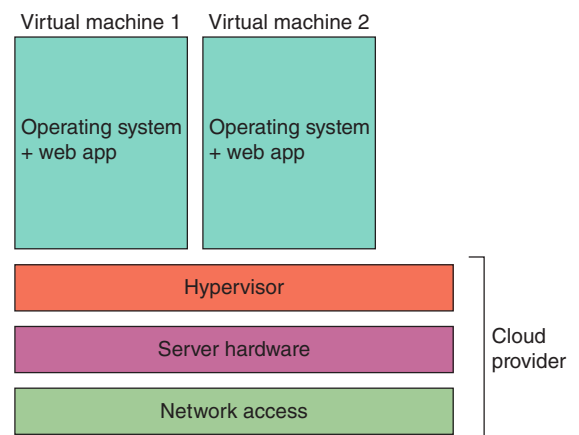 Virtual machine 1
Virtual machine 2
Operating system
+ web app
Operating system
+ web app
Hypervisor
Server hardware
Network access
Cloud
provider